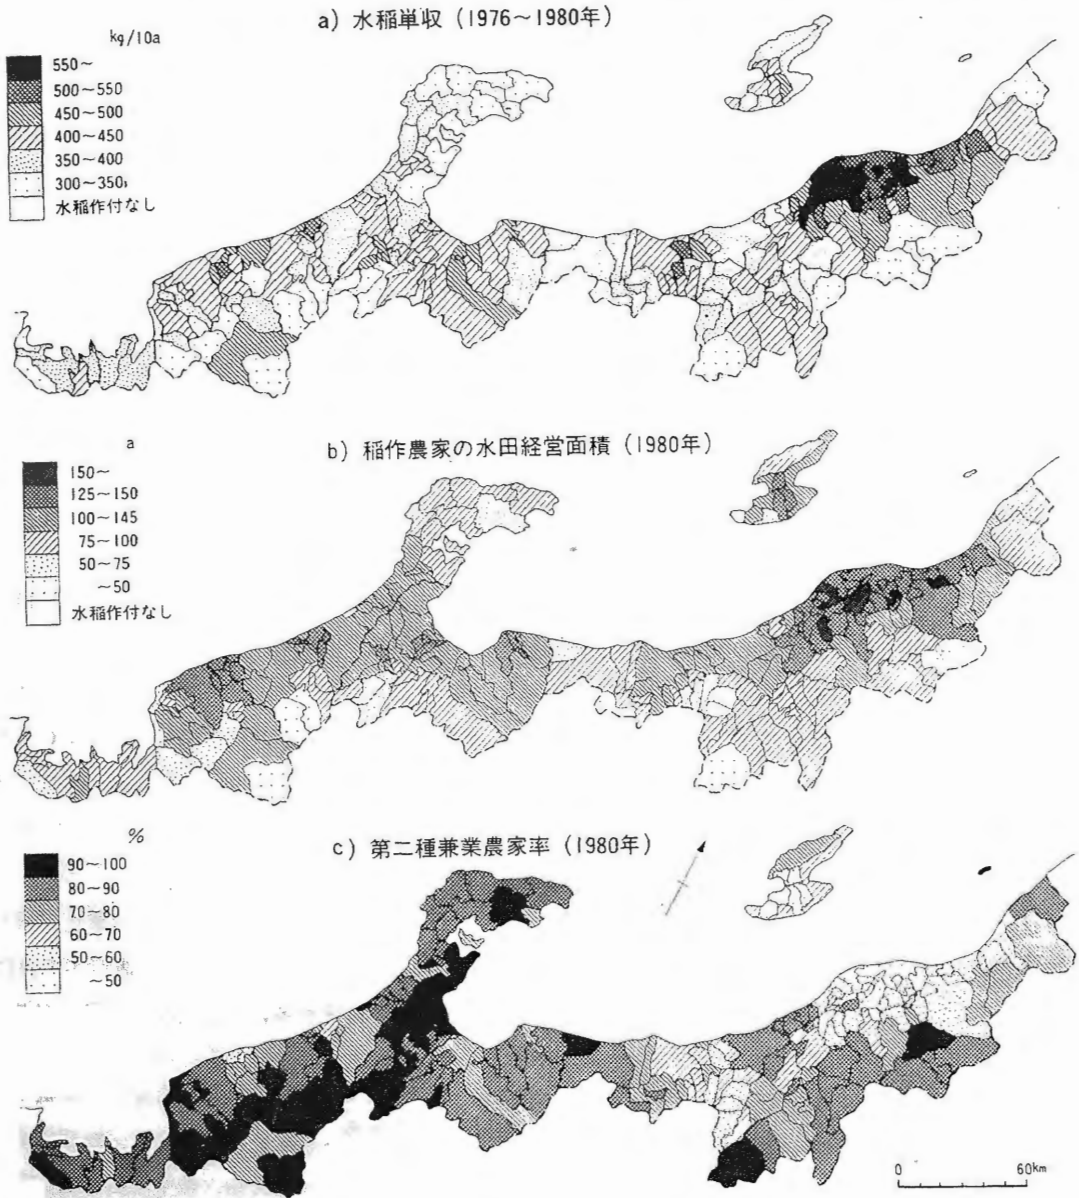 a) 水稲単収 (1976～1980年)
kg/10a
550～
500～550
450～500
400～450
350～400
300～350
水稲作付なし
b) 稲作農家の水田経営面積 (1980年)
a
150～
125～150
100～145
75～100
50～75
～50
水稲作付なし
c) 第二種兼業農家率 (1980年)
%
90～100
80～90
70～80
60～70
50～60
～50
0 60km